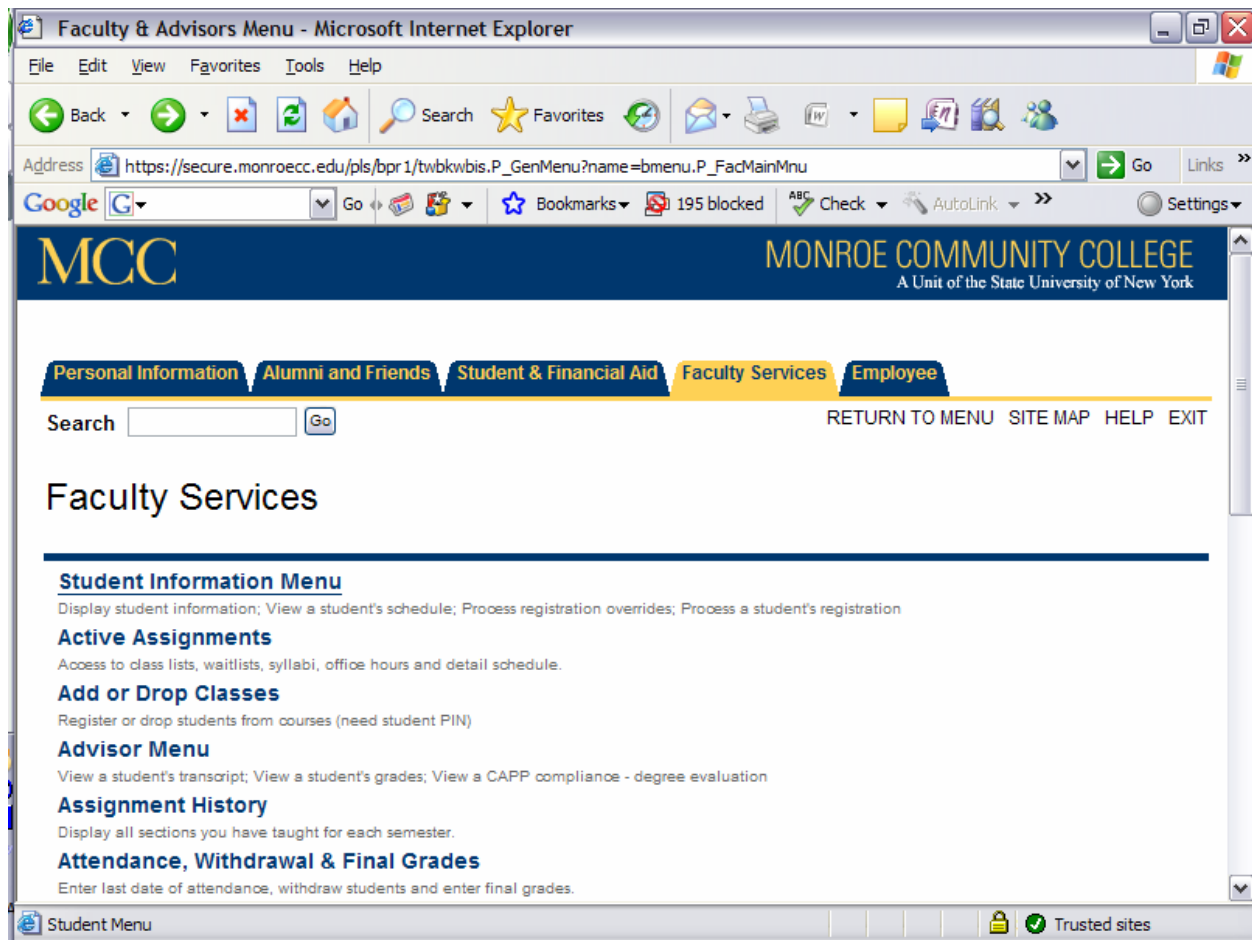 Faculty & Advisors Menu - Microsoft Internet Explorer
File Edit View Favorites Tools Help
Back Search Favorites
Address https://secure.monroecc.edu/pls/bpr1/twbkwbis.P_GenMenu?name=bmenu.P_FacMainMnu Go Links »
Google G Go Bookmarks 195 blocked ABC Check AutoLink » Settings
MCC MONROE COMMUNITY COLLEGE
A Unit of the State University of New York
Personal Information Alumni and Friends Student & Financial Aid Faculty Services Employee
Search Go RETURN TO MENU SITE MAP HELP EXIT
Faculty Services
Student Information Menu
Display student information; View a student's schedule; Process registration overrides; Process a student's registration
Active Assignments
Access to class lists, waitlists, syllabi, office hours and detail schedule.
Add or Drop Classes
Register or drop students from courses (need student PIN)
Advisor Menu
View a student's transcript; View a student's grades; View a CAPP compliance - degree evaluation
Assignment History
Display all sections you have taught for each semester.
Attendance, Withdrawal & Final Grades
Enter last date of attendance, withdraw students and enter final grades.
Student Menu Trusted sites